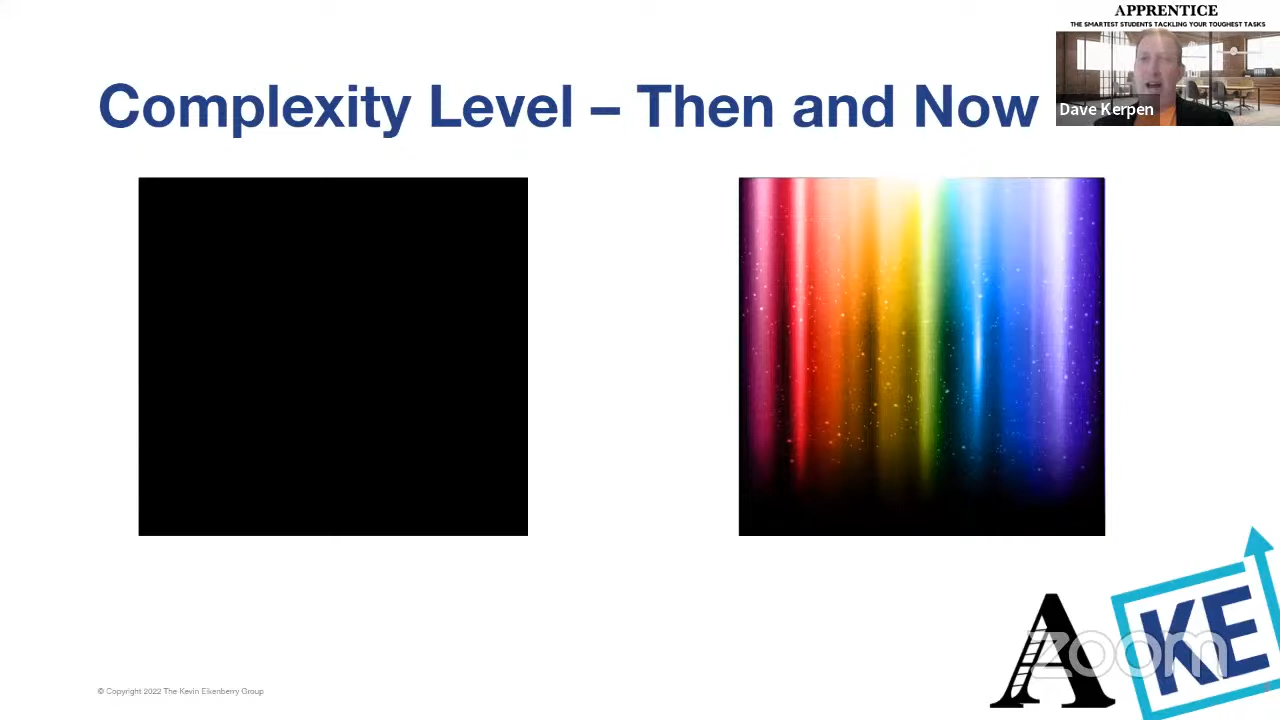 APPRENTICE
THE SMARTEST STUDENTS TACKLING YOUR TOUGHEST TASKS
Complexity Level – Then and Now
Dave Kerpen
A
KE
zoom
© Copyright 2022 The Kevin Eikenberry Group